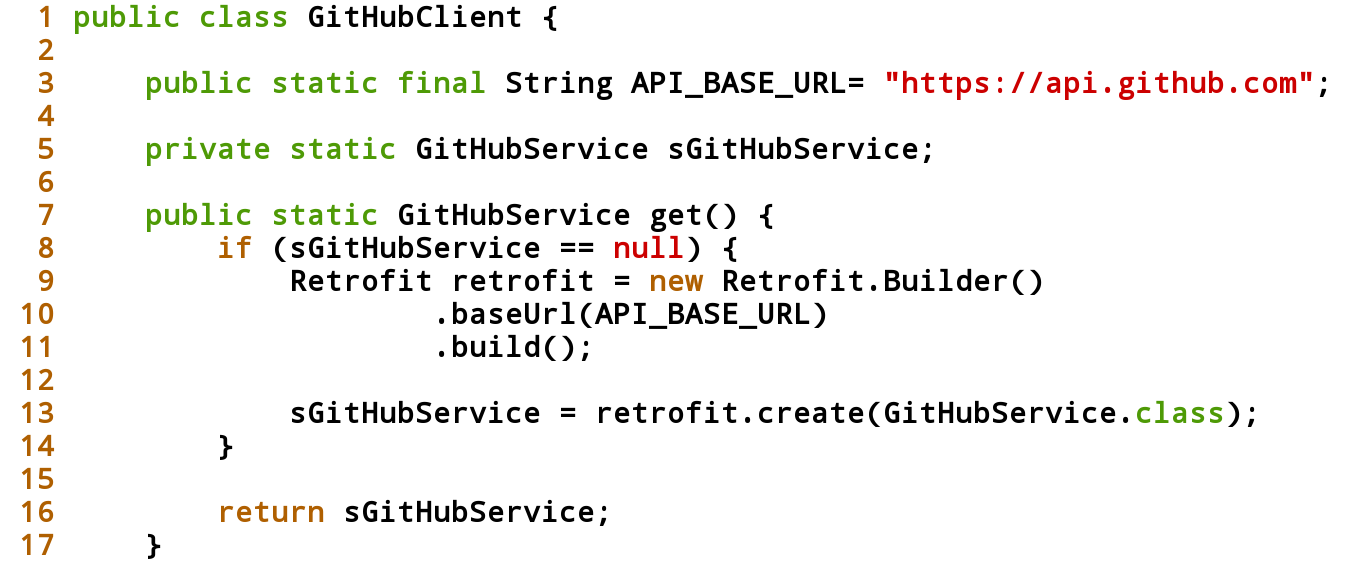 1 public class GitHubClient {
2
3     public static final String API_BASE_URL= "https://api.github.com";
4
5     private static GitHubService sGitHubService;
6
7     public static GitHubService get() {
8         if (sGitHubService == null) {
9             Retrofit retrofit = new Retrofit.Builder()
10                     .baseUrl(API_BASE_URL)
11                     .build();
12
13             sGitHubService = retrofit.create(GitHubService.class);
14         }
15
16         return sGitHubService;
17     }